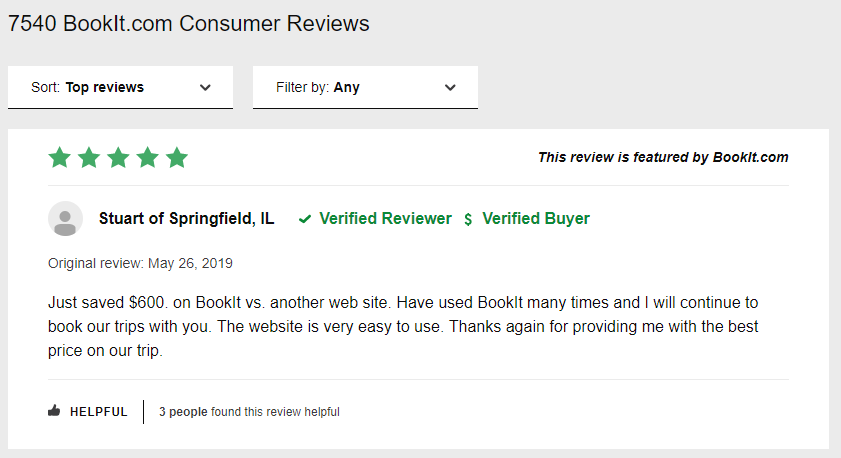 7540 BookIt.com Consumer Reviews
Sort: Top reviews
Filter by: Any
This review is featured by BookIt.com
Stuart of Springfield, IL
Verified Reviewer
$ Verified Buyer
Original review: May 26, 2019
Just saved $600. on BookIt vs. another web site. Have used BookIt many times and I will continue to
book our trips with you. The website is very easy to use. Thanks again for providing me with the best
price on our trip.
HELPFUL
3 people found this review helpful